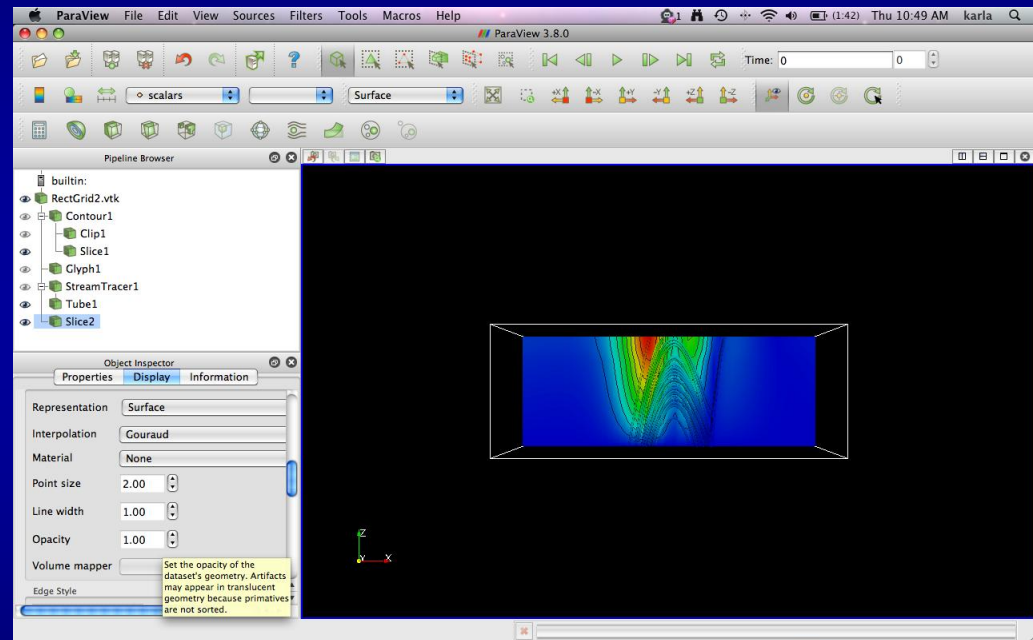 ParaView File Edit View Sources Filters Tools Macros Help 1 (1:42) Thu 10:49 AM karla
ParaView 3.8.0
Time: 0 0
scalars Surface +X -X +Y -Y +Z -Z
Pipeline Browser
builtin:
RectGrid2.vtk
Contour1
Clip1
Slice1
Glyph1
StreamTracer1
Tube1
Slice2
Object Inspector
Properties Display Information
Representation Surface
Interpolation Gouraud
Material None
Point size 2.00
Line width 1.00
Opacity 1.00
Volume mapper
Edge Style
Set the opacity of the
dataset's geometry. Artifacts
may appear in translucent
geometry because primatives
are not sorted.
Z
Y X